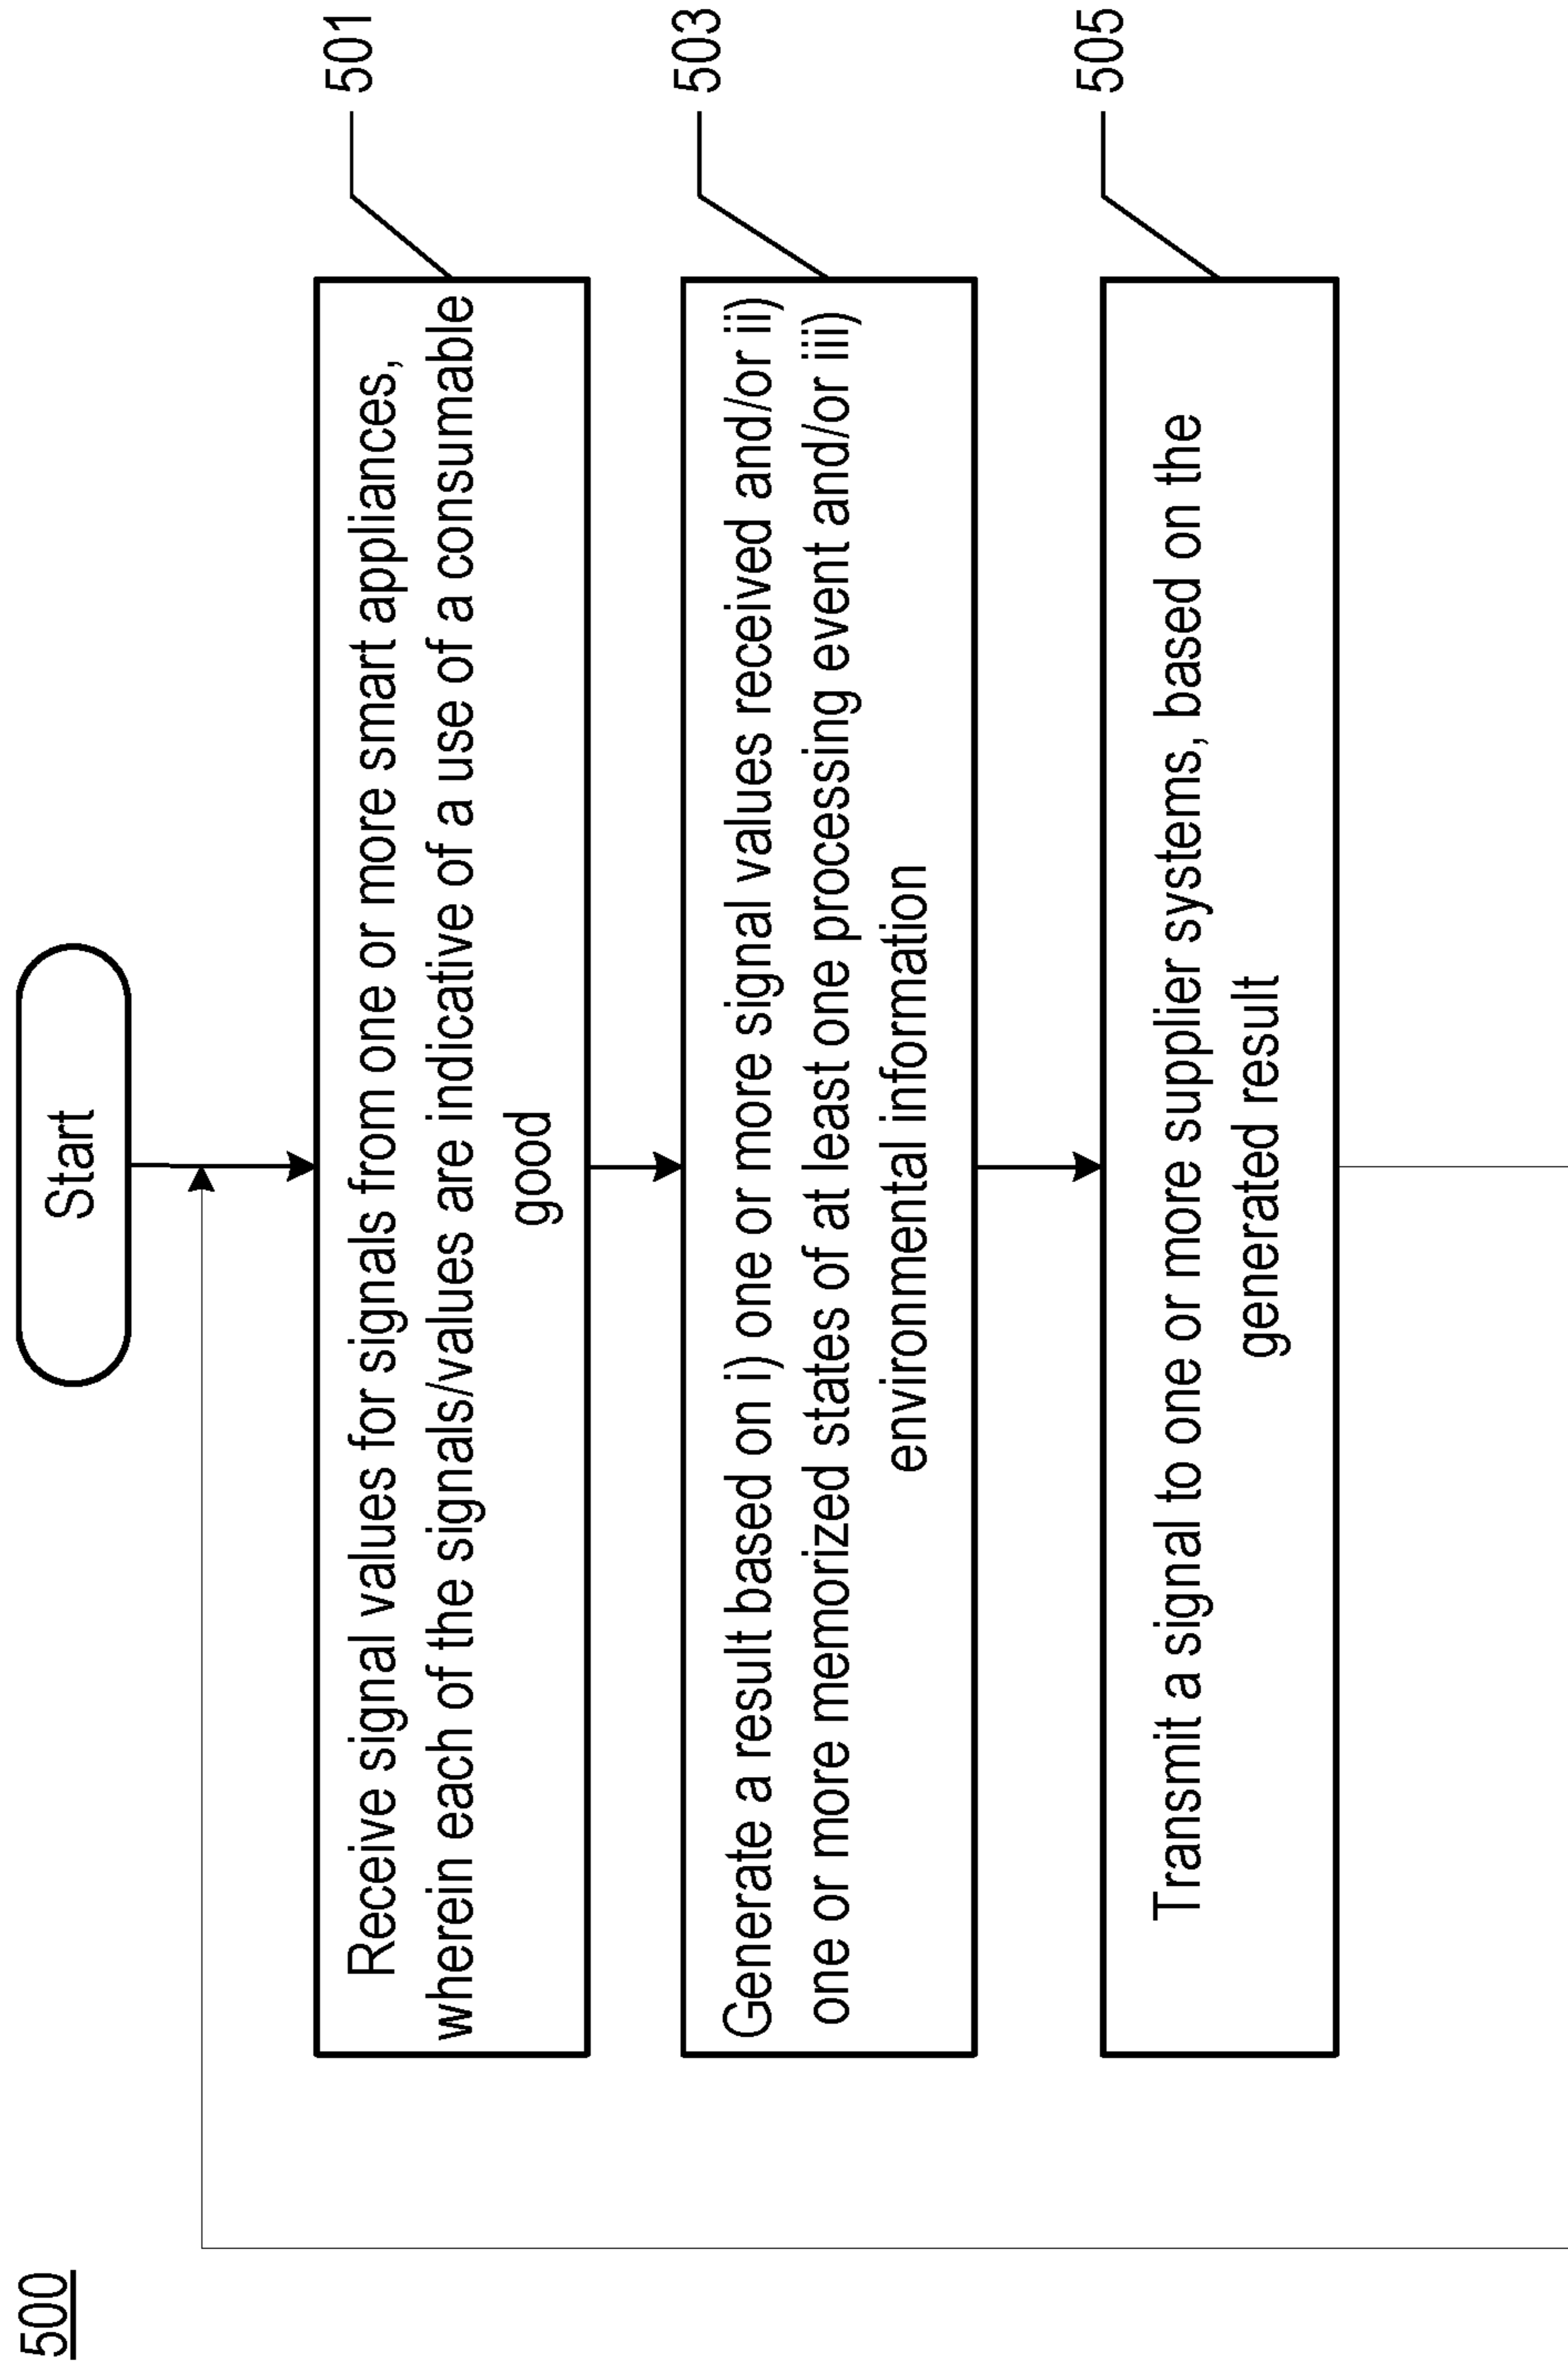 500
Start
Receive signal values for signals from one or more smart appliances,
wherein each of the signals/values are indicative of a use of a consumable
good
501
Generate a result based on i) one or more signal values received and/or ii)
one or more memorized states of at least one processing event and/or iii)
environmental information
503
Transmit a signal to one or more supplier systems, based on the
generated result
505